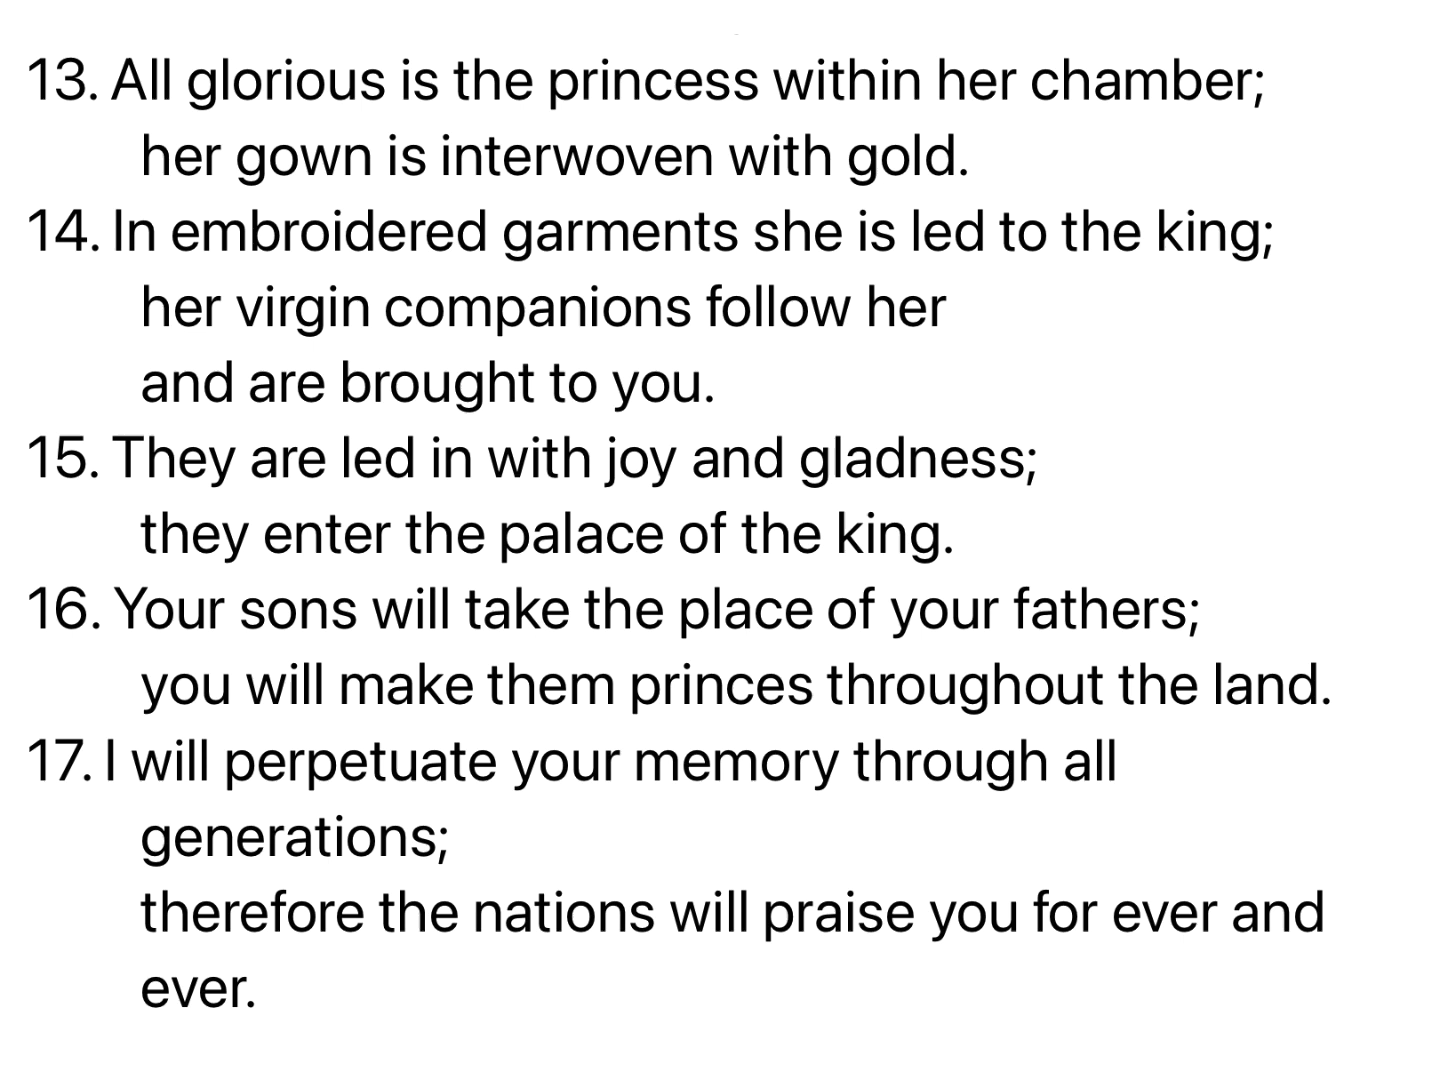 13. All glorious is the princess within her chamber;
her gown is interwoven with gold.
14. In embroidered garments she is led to the king;
her virgin companions follow her
and are brought to you.
15. They are led in with joy and gladness;
they enter the palace of the king.
16. Your sons will take the place of your fathers;
you will make them princes throughout the land.
17. I will perpetuate your memory through all
generations;
therefore the nations will praise you for ever and
ever.